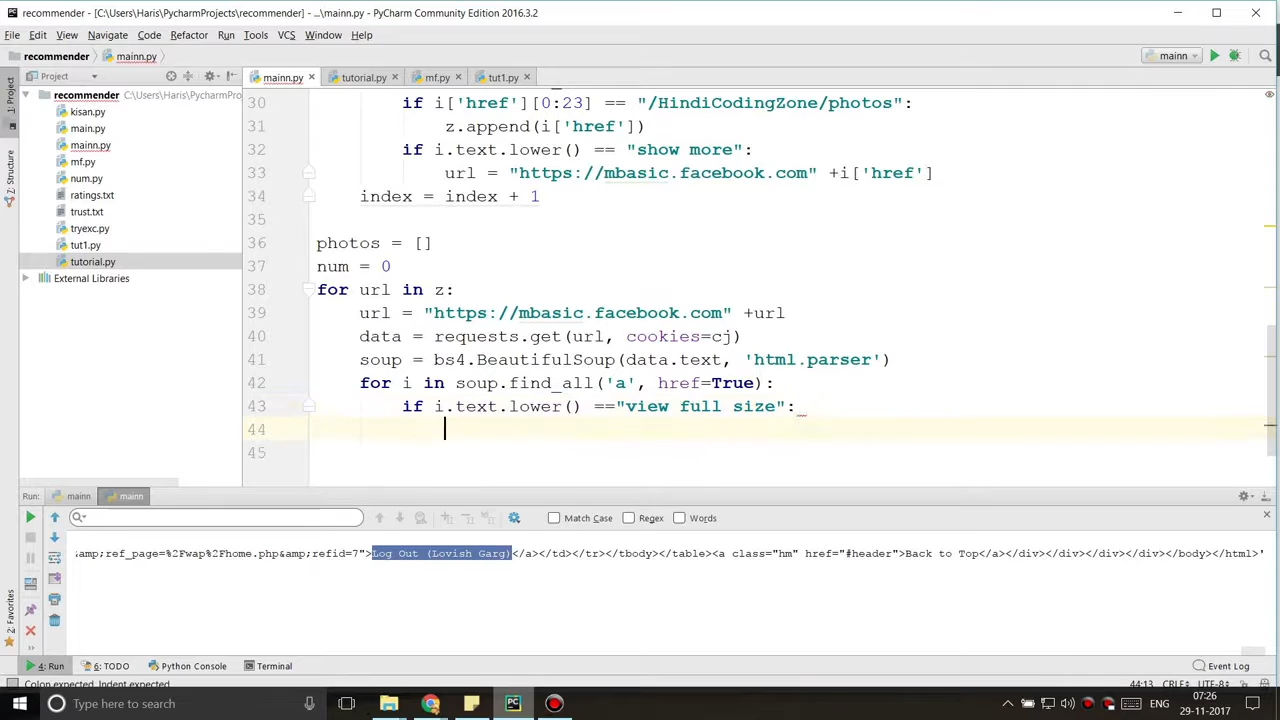 recommender - [C:\Users\Haris\PycharmProjects\recommender] - ...\mainn.py - PyCharm Community Edition 2016.3.2
File Edit View Navigate Code Refactor Run Tools VCS Window Help
recommender mainn.py mainn
Project mainn.py tutorial.py mf.py tut1.py
1: Project
2: Structure
2: Favorites
recommender C:\Users\Haris\PycharmPro
kisan.py
main.py
mainn.py
mf.py
num.py
ratings.txt
trust.txt
tryexc.py
tut1.py
tutorial.py
External Libraries
30 if i['href'][0:23] == "/HindiCodingZone/photos":
31 z.append(i['href'])
32 if i.text.lower() == "show more":
33 url = "https://mbasic.facebook.com" +i['href']
34 index = index + 1
35
36 photos = []
37 num = 0
38 for url in z:
39 url = "https://mbasic.facebook.com" +url
40 data = requests.get(url, cookies=cj)
41 soup = bs4.BeautifulSoup(data.text, 'html.parser')
42 for i in soup.find_all('a', href=True):
43 if i.text.lower() =="view full size":
44
45
Run: mainn mainn
Match Case Regex Words
&amp;ref_page=%2Fwap%2Fhome.php&amp;refid=7">Log Out (Lovish Garg)</a></td></tr></tbody></table><a class="hm" href="#header">Back to Top</a></div></div></div></div></body></html>'
4: Run 6: TODO Python Console Terminal Event Log
Colon expected, Indent expected 44:13 CRLF UTF-8
Type here to search ENG 07:26
29-11-2017